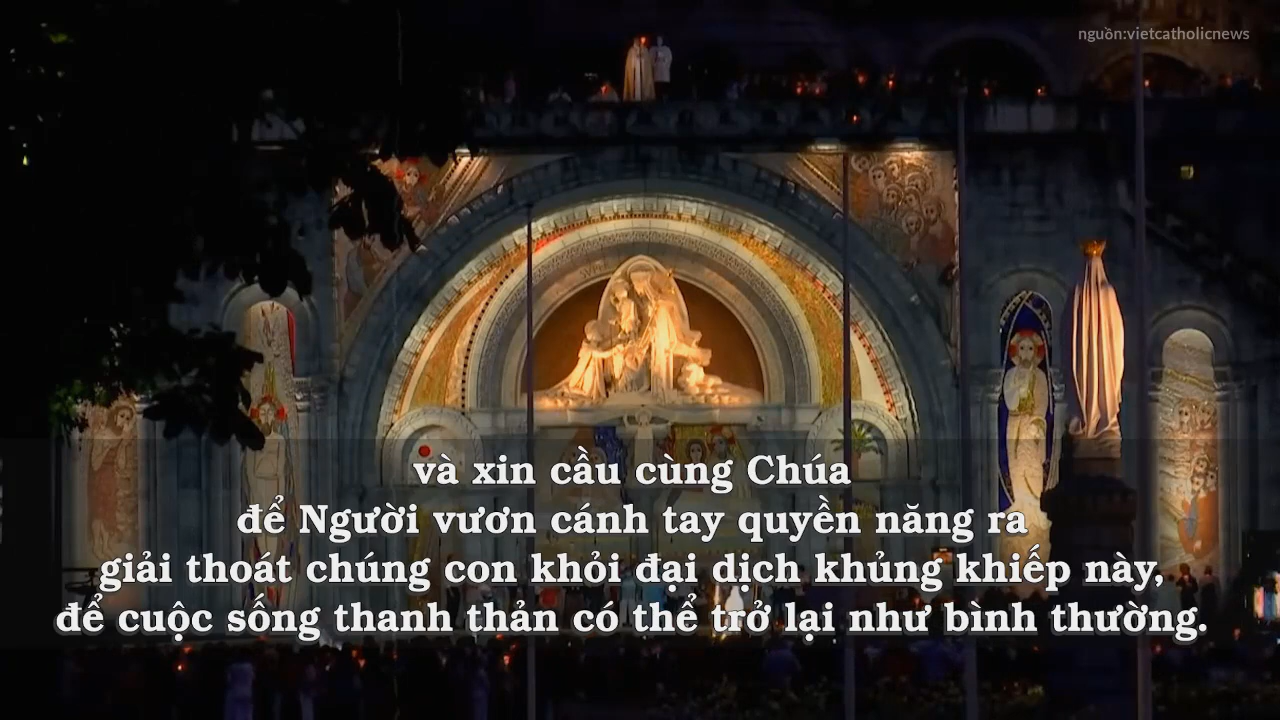 nguồn:vietcatholicnews
và xin cầu cùng Chúa
để Người vươn cánh tay quyền năng ra
giải thoát chúng con khỏi đại dịch khủng khiếp này,
để cuộc sống thanh thản có thể trở lại như bình thường.